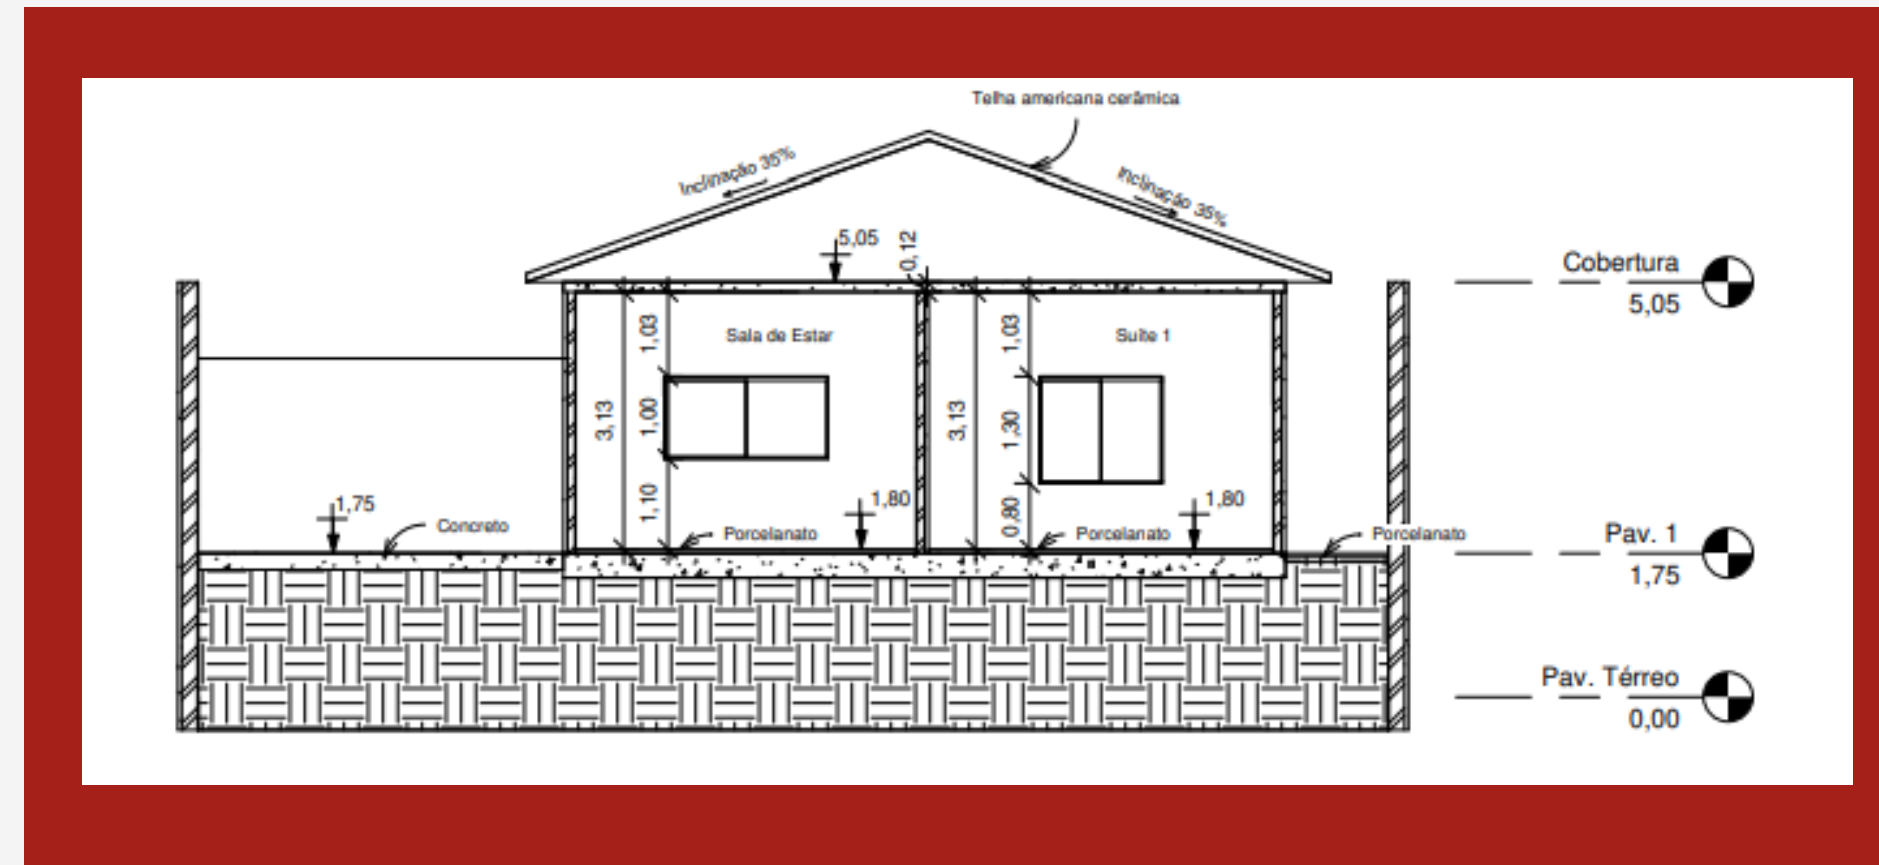 Telha americana cerâmica
Inclinação 35%
Inclinação 35%
5,05
0,12
Cobertura
5,05
1,03
Sala de Estar
1,03
Suíte 1
3,13
1,00
3,13
1,30
1,75
Concreto
1,10
Porcelanato
1,80
0,80
Porcelanato
1,80
Porcelanato
Pav. 1
1,75
Pav. Térreo
0,00